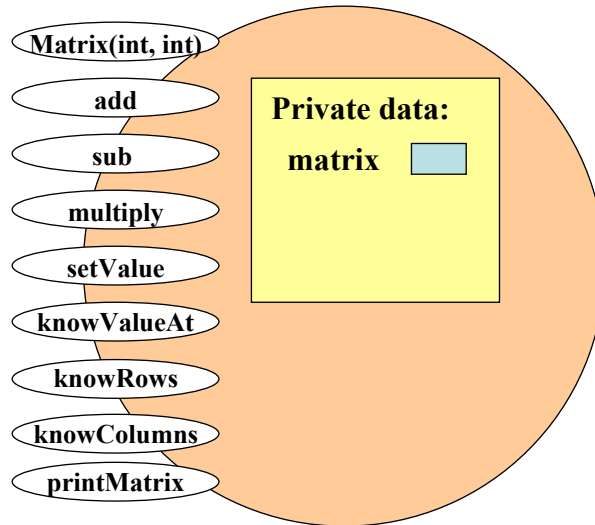 Matrix(int, int)
add
sub
multiply
setValue
knowValueAt
knowRows
knowColumns
printMatrix
Private data:
matrix